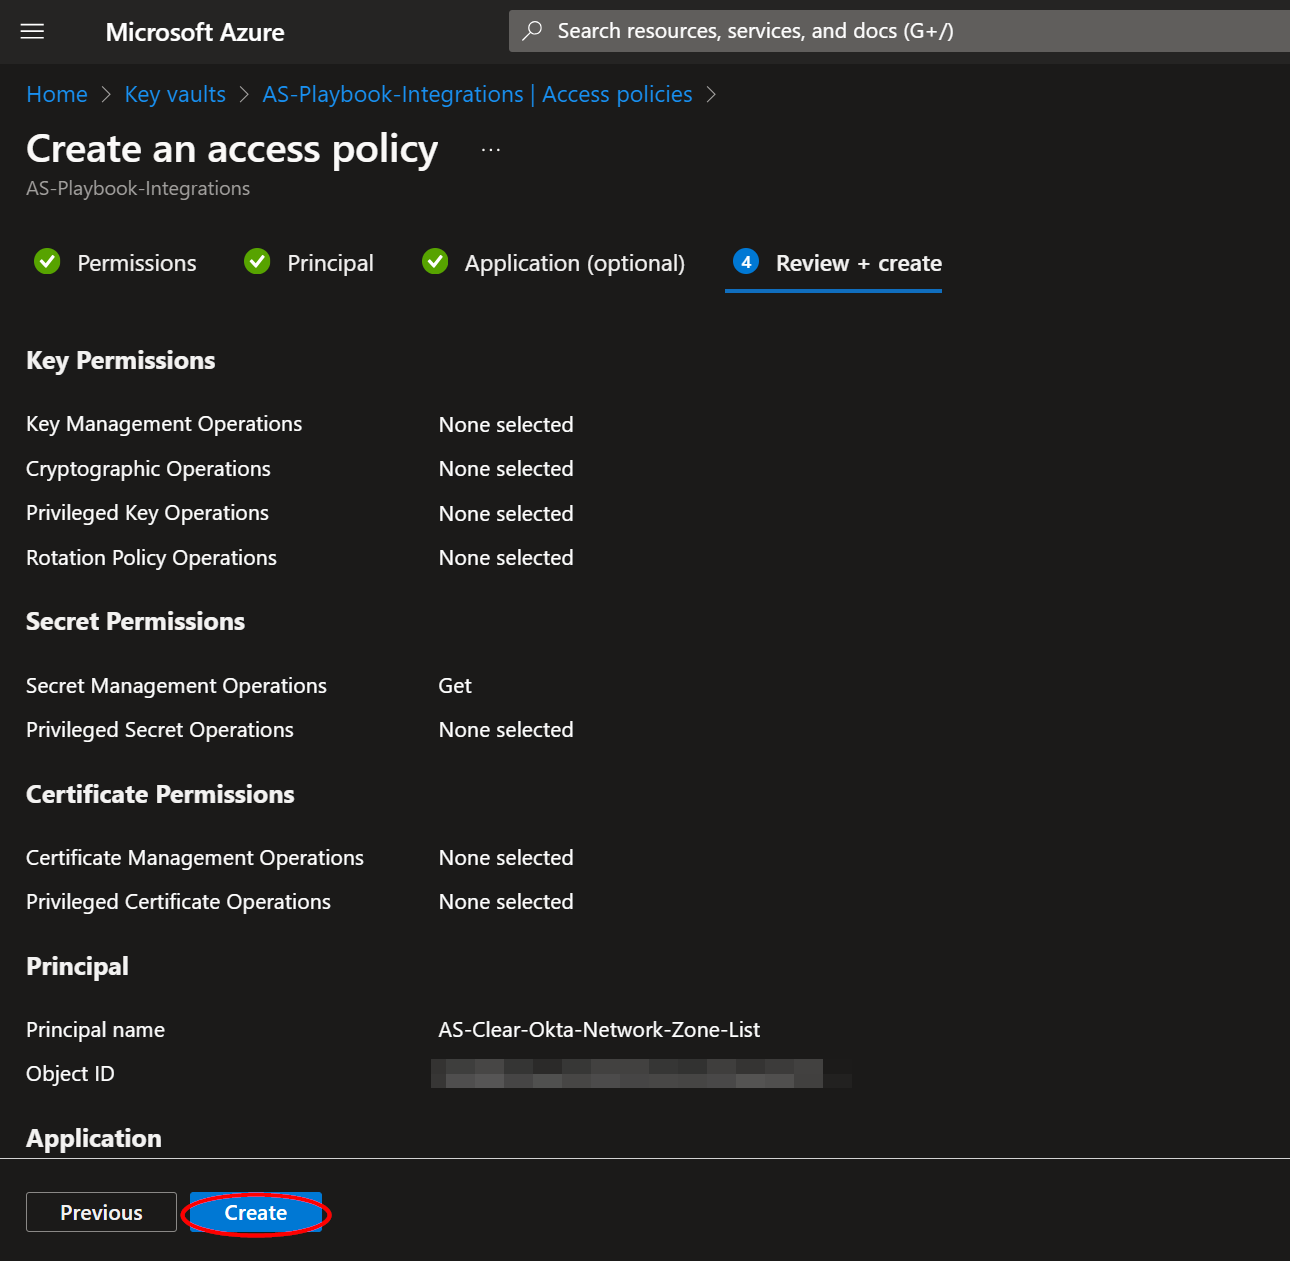 Microsoft Azure
Search resources, services, and docs (G+/)
Home > Key vaults > AS-Playbook-Integrations | Access policies >
Create an access policy ...
AS-Playbook-Integrations
Permissions Principal Application (optional) 4 Review + create
Key Permissions
Key Management Operations None selected
Cryptographic Operations None selected
Privileged Key Operations None selected
Rotation Policy Operations None selected
Secret Permissions
Secret Management Operations Get
Privileged Secret Operations None selected
Certificate Permissions
Certificate Management Operations None selected
Privileged Certificate Operations None selected
Principal
Principal name AS-Clear-Okta-Network-Zone-List
Object ID
Application
Previous Create